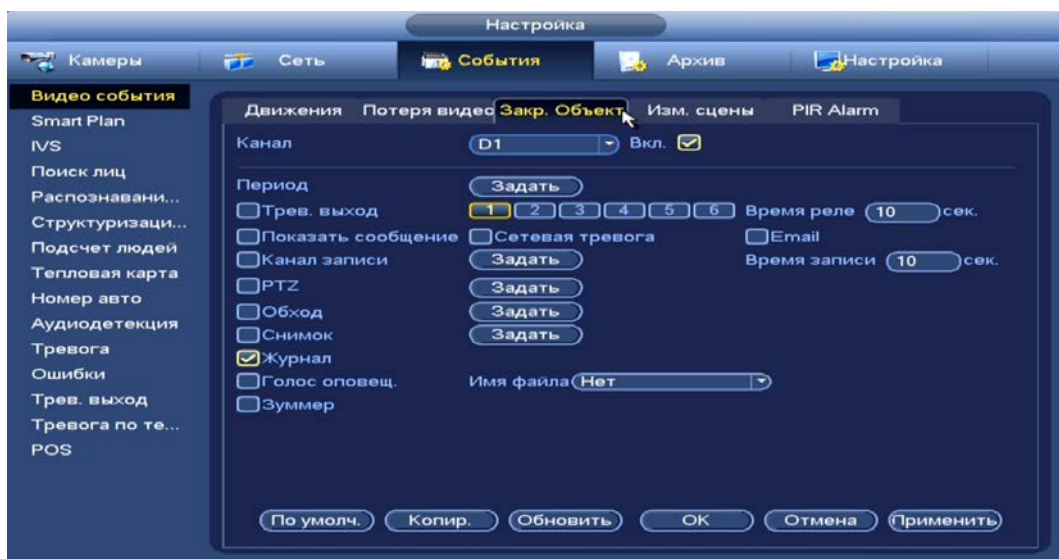 Настройка
Камеры Сеть События Архив Настройка
Видео события
Smart Plan
IVS
Поиск лиц
Распознавани...
Структуризаци...
Подсчет людей
Тепловая карта
Номер авто
Аудиодетекция
Тревога
Ошибки
Трев. выход
Тревога по те...
POS
Движения Потеря видео Закр. Объект Изм. сцены PIR Alarm
Канал D1 Вкл.
Период Задать
Трев. выход 1 2 3 4 5 6 Время реле 10 сек.
Показать сообщение Сетевая тревога Email
Канал записи Задать Время записи 10 сек.
PTZ Задать
Обход Задать
Снимок Задать
Журнал
Голос оповещ. Имя файла Нет
Зуммер
По умолч. Копир. Обновить OK Отмена Применить